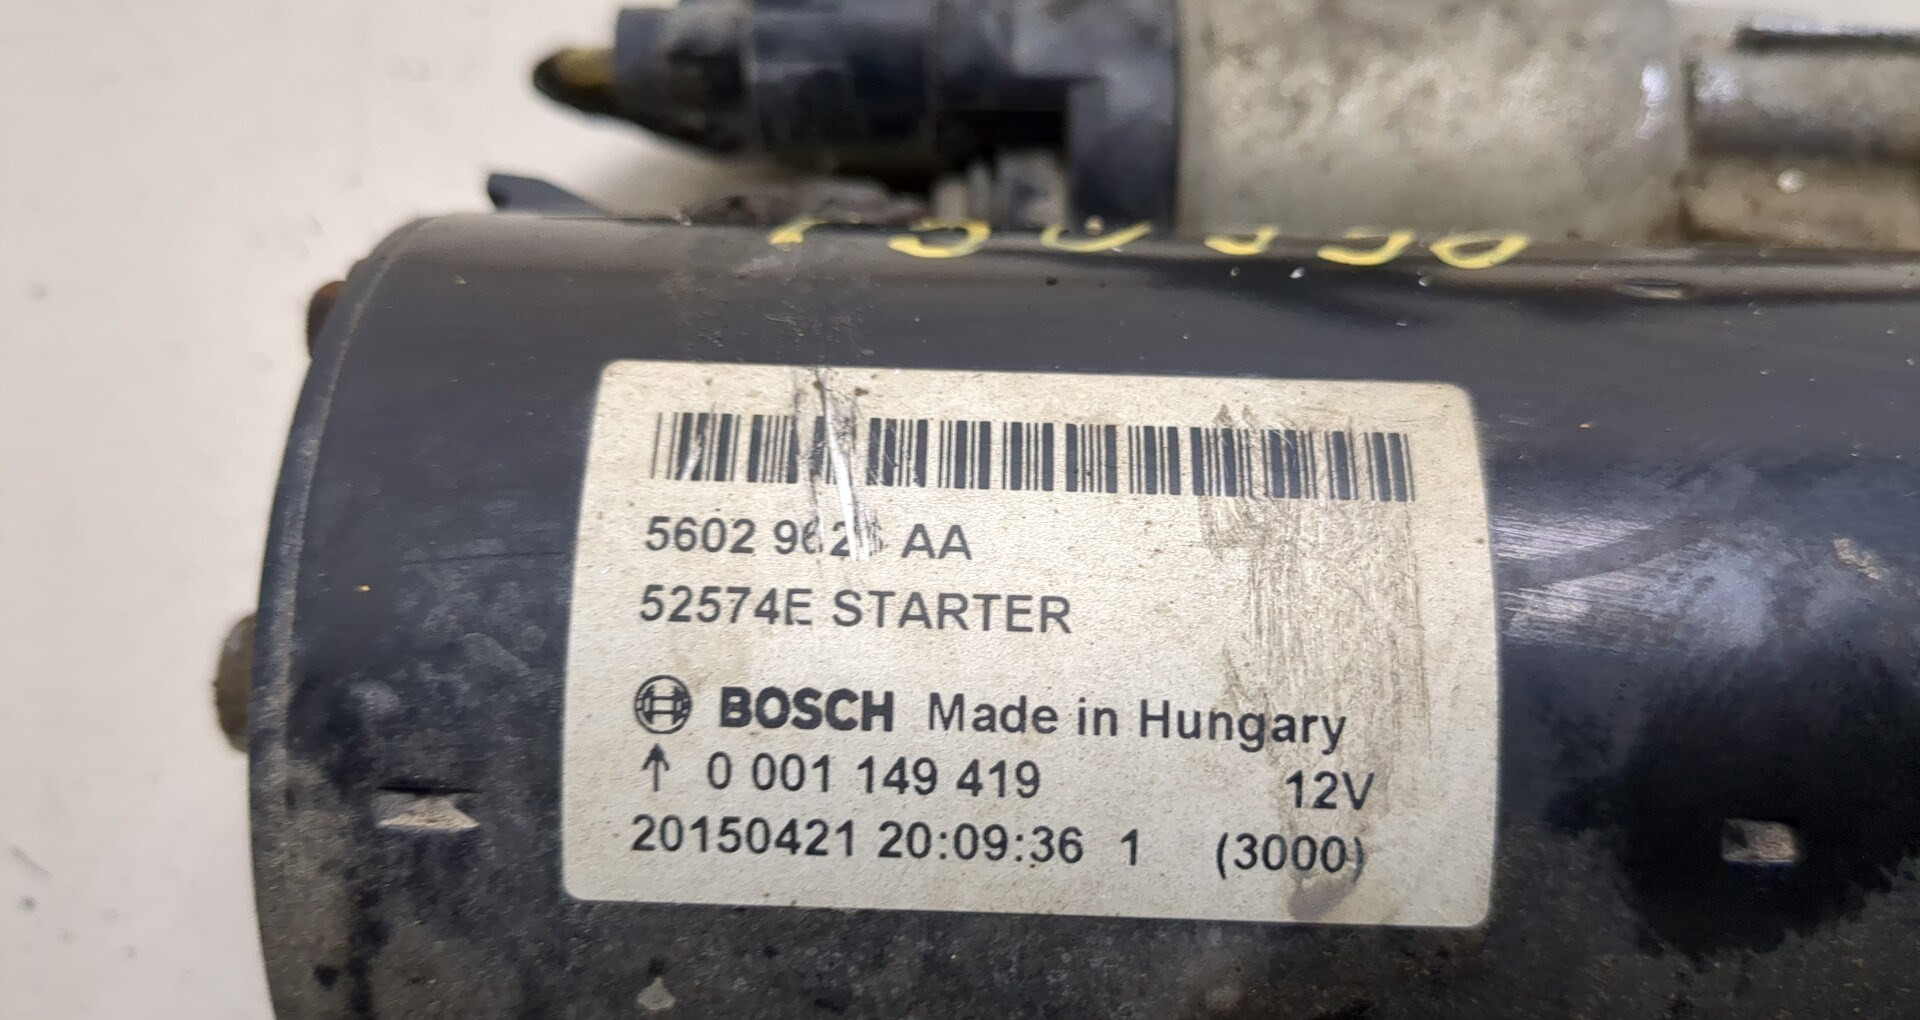 5602 AA
52574E STARTER
BOSCH Made in Hungary
0 001 149 419 12V
20150421 20:09:36 1 (3000)